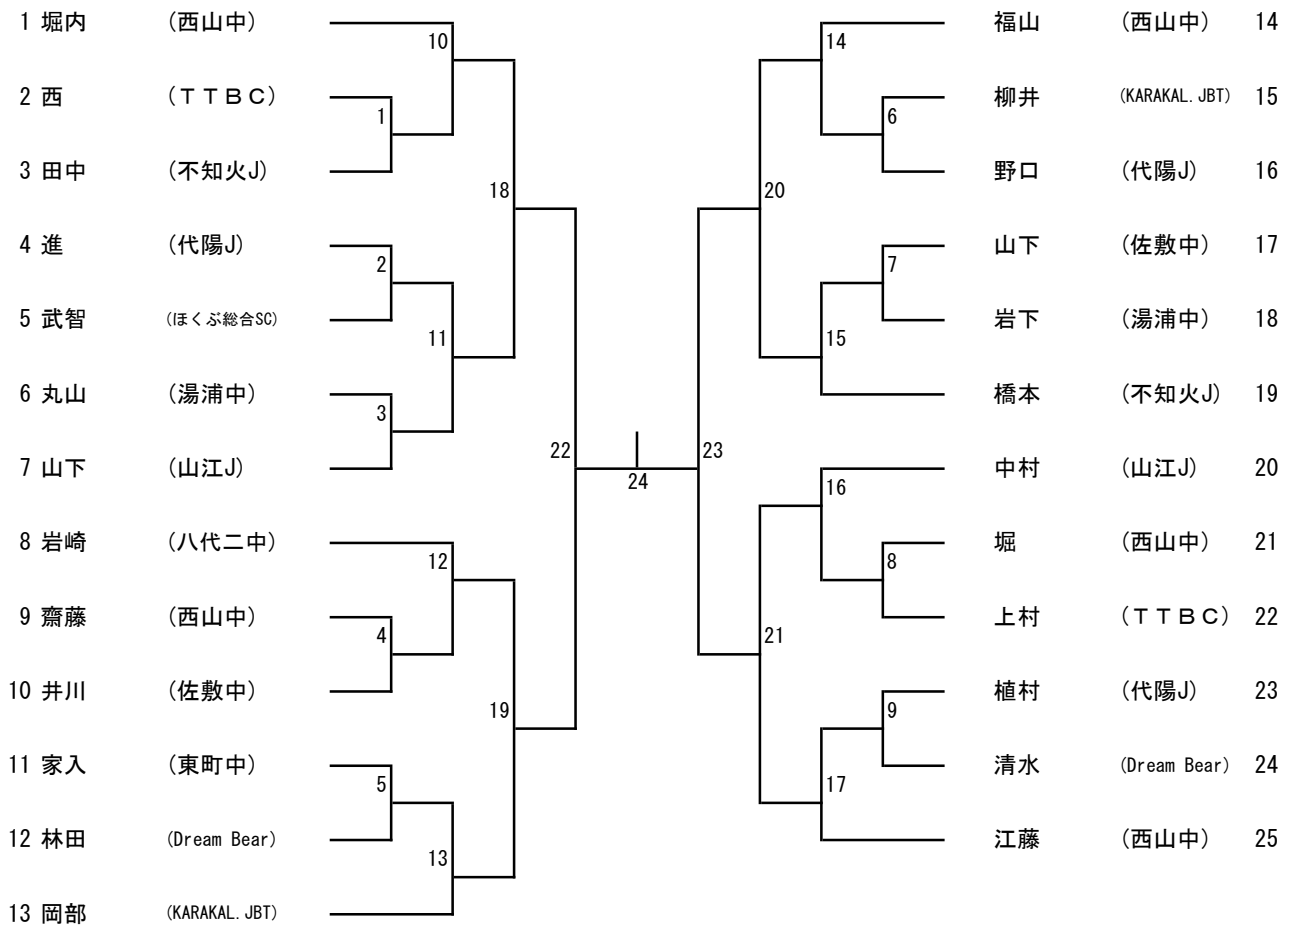 1 堀内 (西山中)
2 西 (ＴＴＢＣ)
3 田中 (不知火J)
4 進 (代陽J)
5 武智 (ほくぶ総合SC)
6 丸山 (湯浦中)
7 山下 (山江J)
8 岩崎 (八代二中)
9 齋藤 (西山中)
10 井川 (佐敷中)
11 家入 (東町中)
12 林田 (Dream Bear)
13 岡部 (KARAKAL.JBT)
10
1
18
2
11
3
22
12
4
19
5
13
24
14
6
20
7
15
23
16
8
21
9
17
福山 (西山中) 14
柳井 (KARAKAL.JBT) 15
野口 (代陽J) 16
山下 (佐敷中) 17
岩下 (湯浦中) 18
橋本 (不知火J) 19
中村 (山江J) 20
堀 (西山中) 21
上村 (ＴＴＢＣ) 22
植村 (代陽J) 23
清水 (Dream Bear) 24
江藤 (西山中) 25